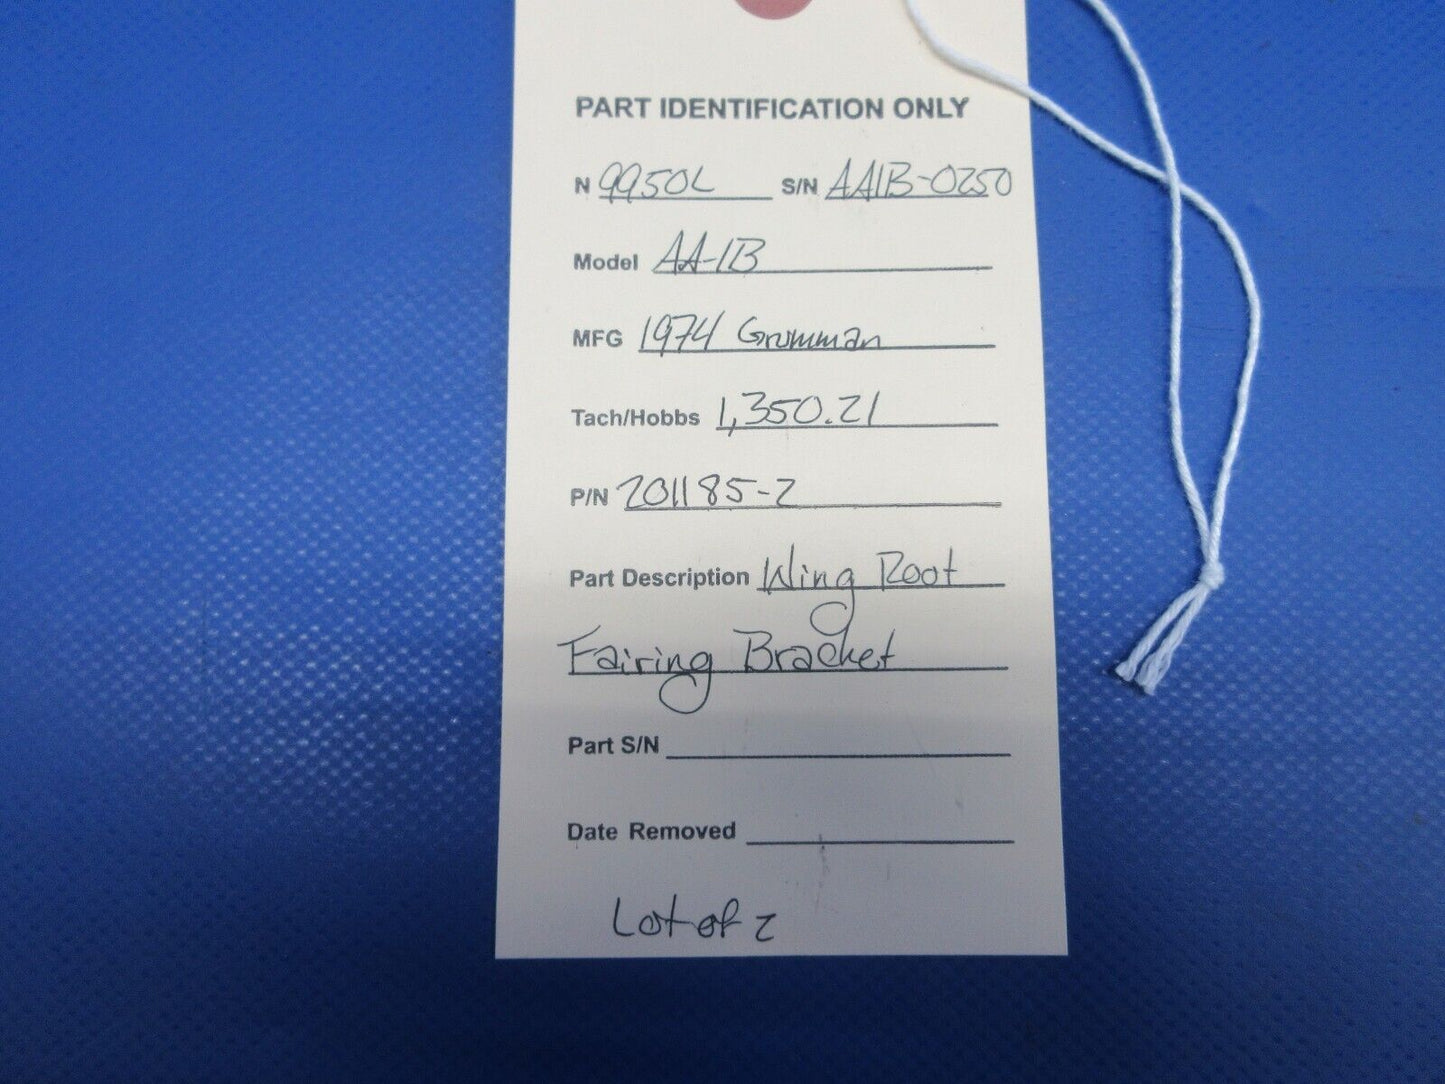 PART IDENTIFICATION ONLY
N 9950L S/N AA1B-0250
Model AA-1B
MFG 1974 Grumman
Tach/Hobbs 1,350.21
P/N 201185-2
Part Description Wing Root
Fairing Bracket
Part S/N
Date Removed
Lot of 2